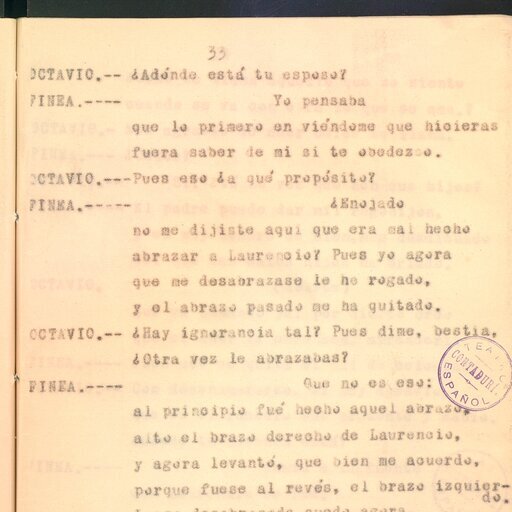 33
OCTAVIO.-- ¿Adónde está tu esposo?
FINEA.---- Yo pensaba
que lo primero en viéndome que hicieras
fuera saber de mi si te obedezco.
OCTAVIO.---Pues eso ¿a qué propósito?
FINEA.----- ¿Enojado
no me dijiste aquí que era mal hecho
abrazar a Laurencio? Pues yo agora
que me desabrazase le he rogado,
y el abrazo pasado me ha quitado.
OCTAVIO.-- ¿Hay ignorancia tal? Pues dime, bestia,
¿Otra vez le abrazabas?
FINEA.---- Que no es eso:
al principio fué hecho aquel abrazo,
alto el brazo derecho de Laurencio,
y agora levantó, que bien me acuerdo,
porque fuese al revés, el brazo izquier-
do.
TEATRO
CONTADURI
ESPAÑOL